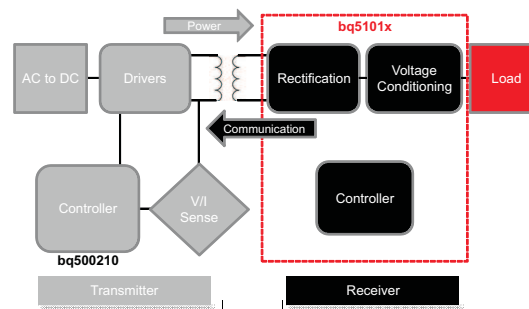 Power
bq5101x
AC to DC
Drivers
Rectification
Voltage
Conditioning
Load
Communication
Controller
V/I
Sense
Controller
bq500210
Transmitter
Receiver